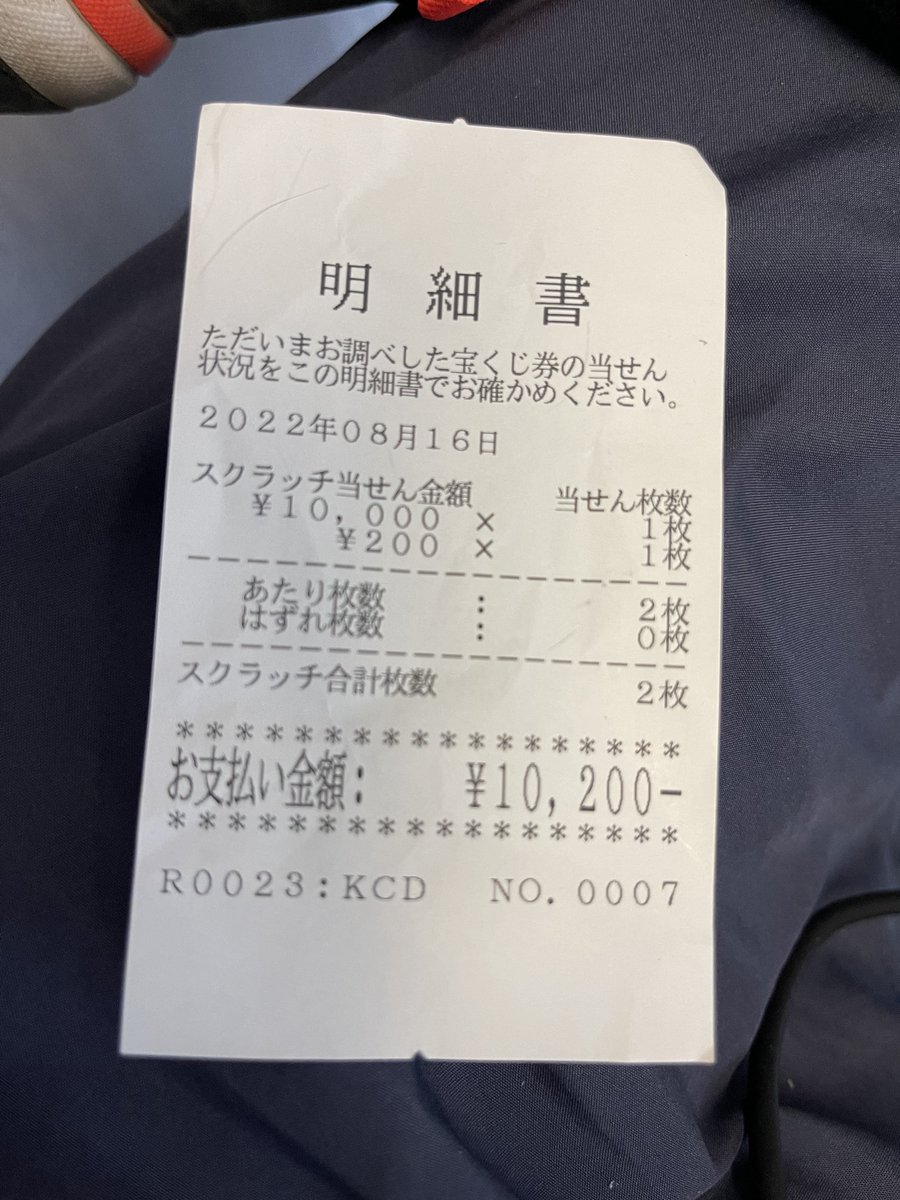 明細書
ただいまお調べした宝くじ券の当せん
状況をこの明細書でお確かめください。
2022年08月16日
スクラッチ当せん金額 当せん枚数
¥10,000 × 1枚
¥200 × 1枚
--------------------
あたり枚数 : 2枚
はずれ枚数 : 0枚
--------------------
スクラッチ合計枚数 2枚
******************
お支払い金額: ¥10,200-
******************
R0023:KCD NO.0007